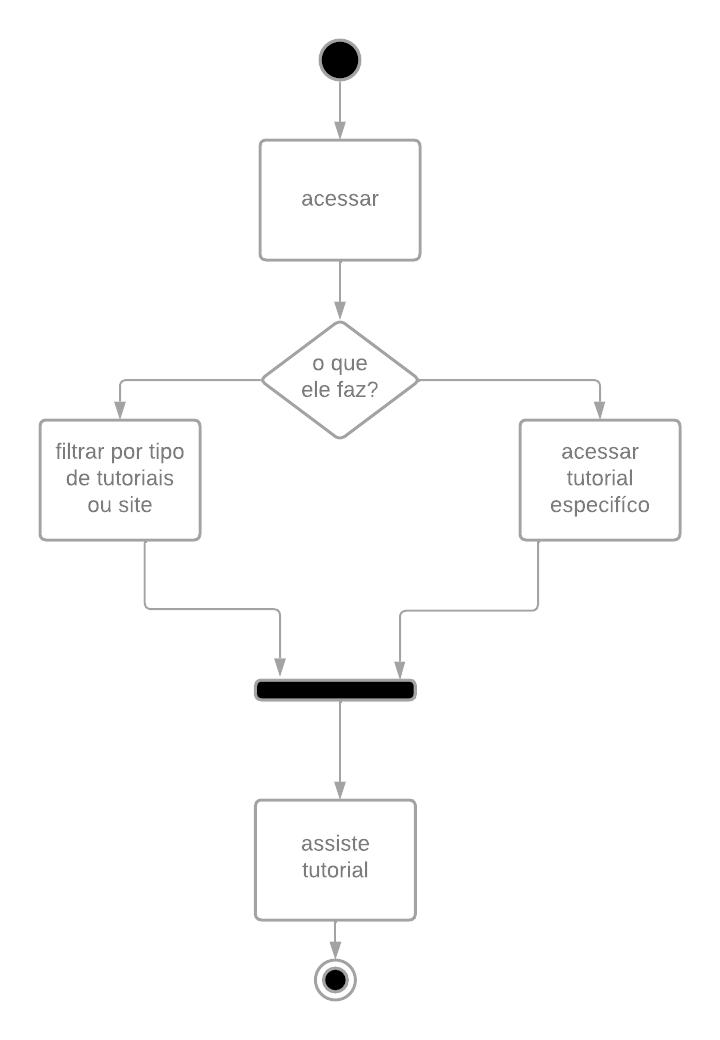 acessar
o que
ele faz?
filtrar por tipo
de tutoriais
ou site
acessar
tutorial
especifíco
assiste
tutorial